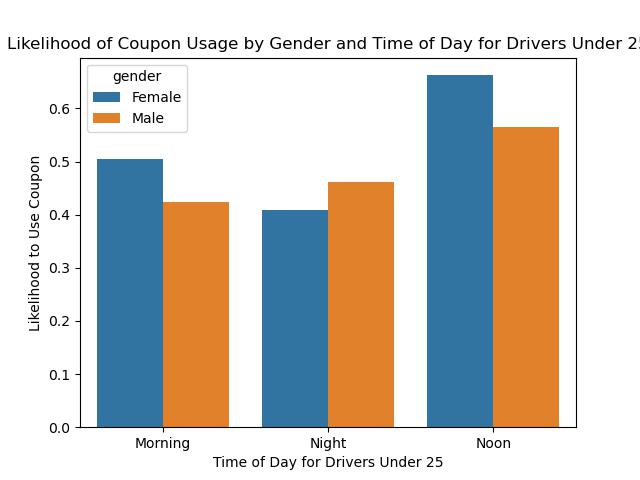 Likelihood of Coupon Usage by Gender and Time of Day for Drivers Under 25
gender
Female
Male
Likelihood to Use Coupon
0.6
0.5
0.4
0.3
0.2
0.1
0.0
Morning
Night
Noon
Time of Day for Drivers Under 25